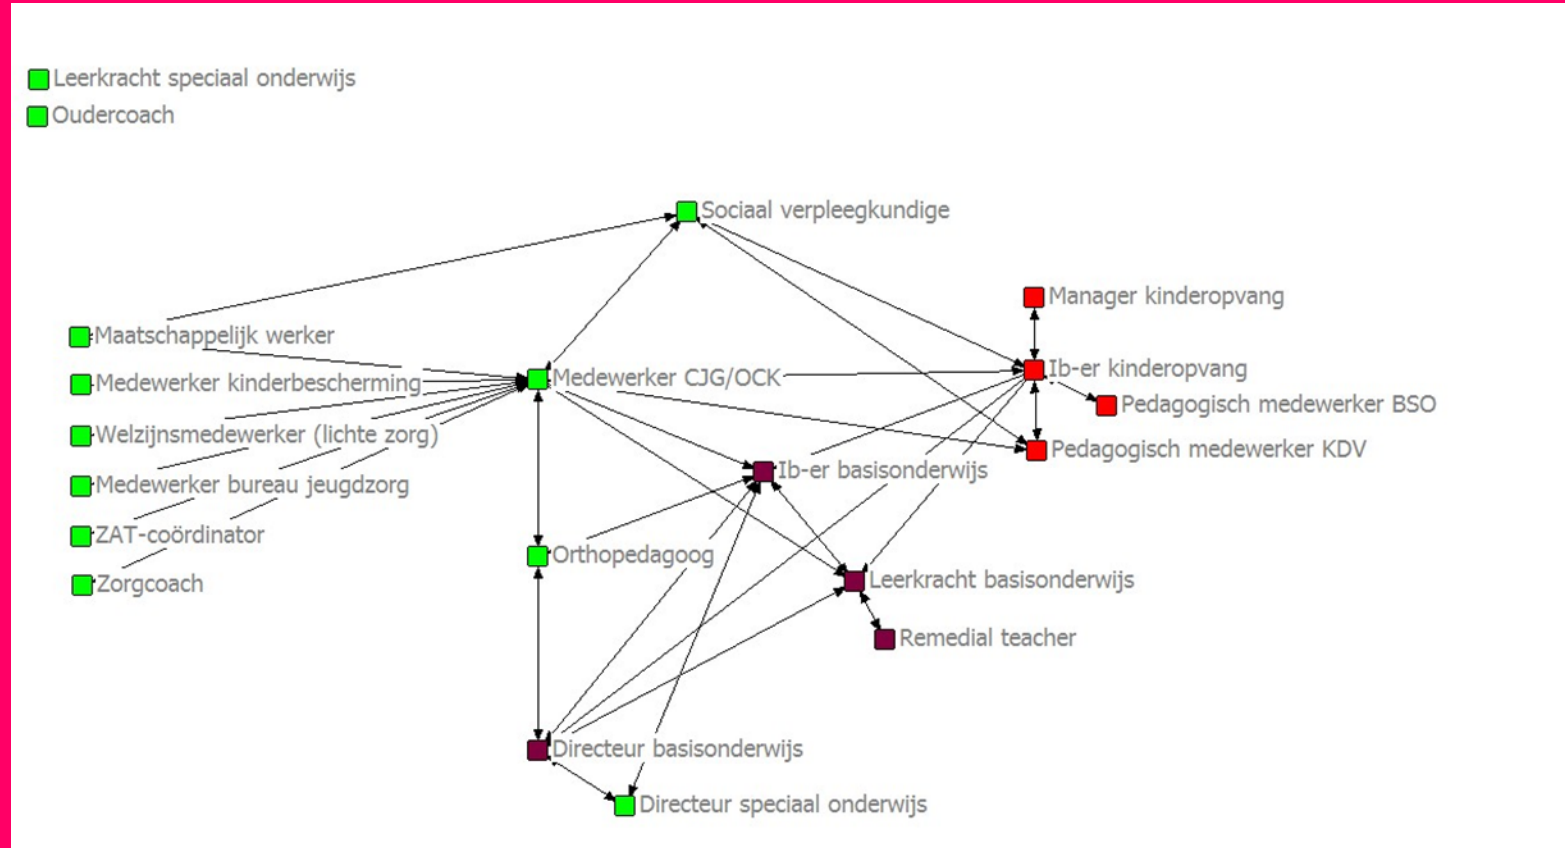 Leerkracht speciaal onderwijs
Oudercoach
Sociaal verpleegkundige
Manager kinderopvang
Maatschappelijk werker
Ib-er kinderopvang
Medewerker CJG/OCK
Medewerker kinderbescherming
Pedagogisch medewerker BSO
Welzijnsmedewerker (lichte zorg)
Pedagogisch medewerker KDV
Ib-er basisonderwijs
Medewerker bureau jeugdzorg
ZAT-coördinator
Orthopedagoog
Leerkracht basisonderwijs
Zorgcoach
Remedial teacher
Directeur basisonderwijs
Directeur speciaal onderwijs